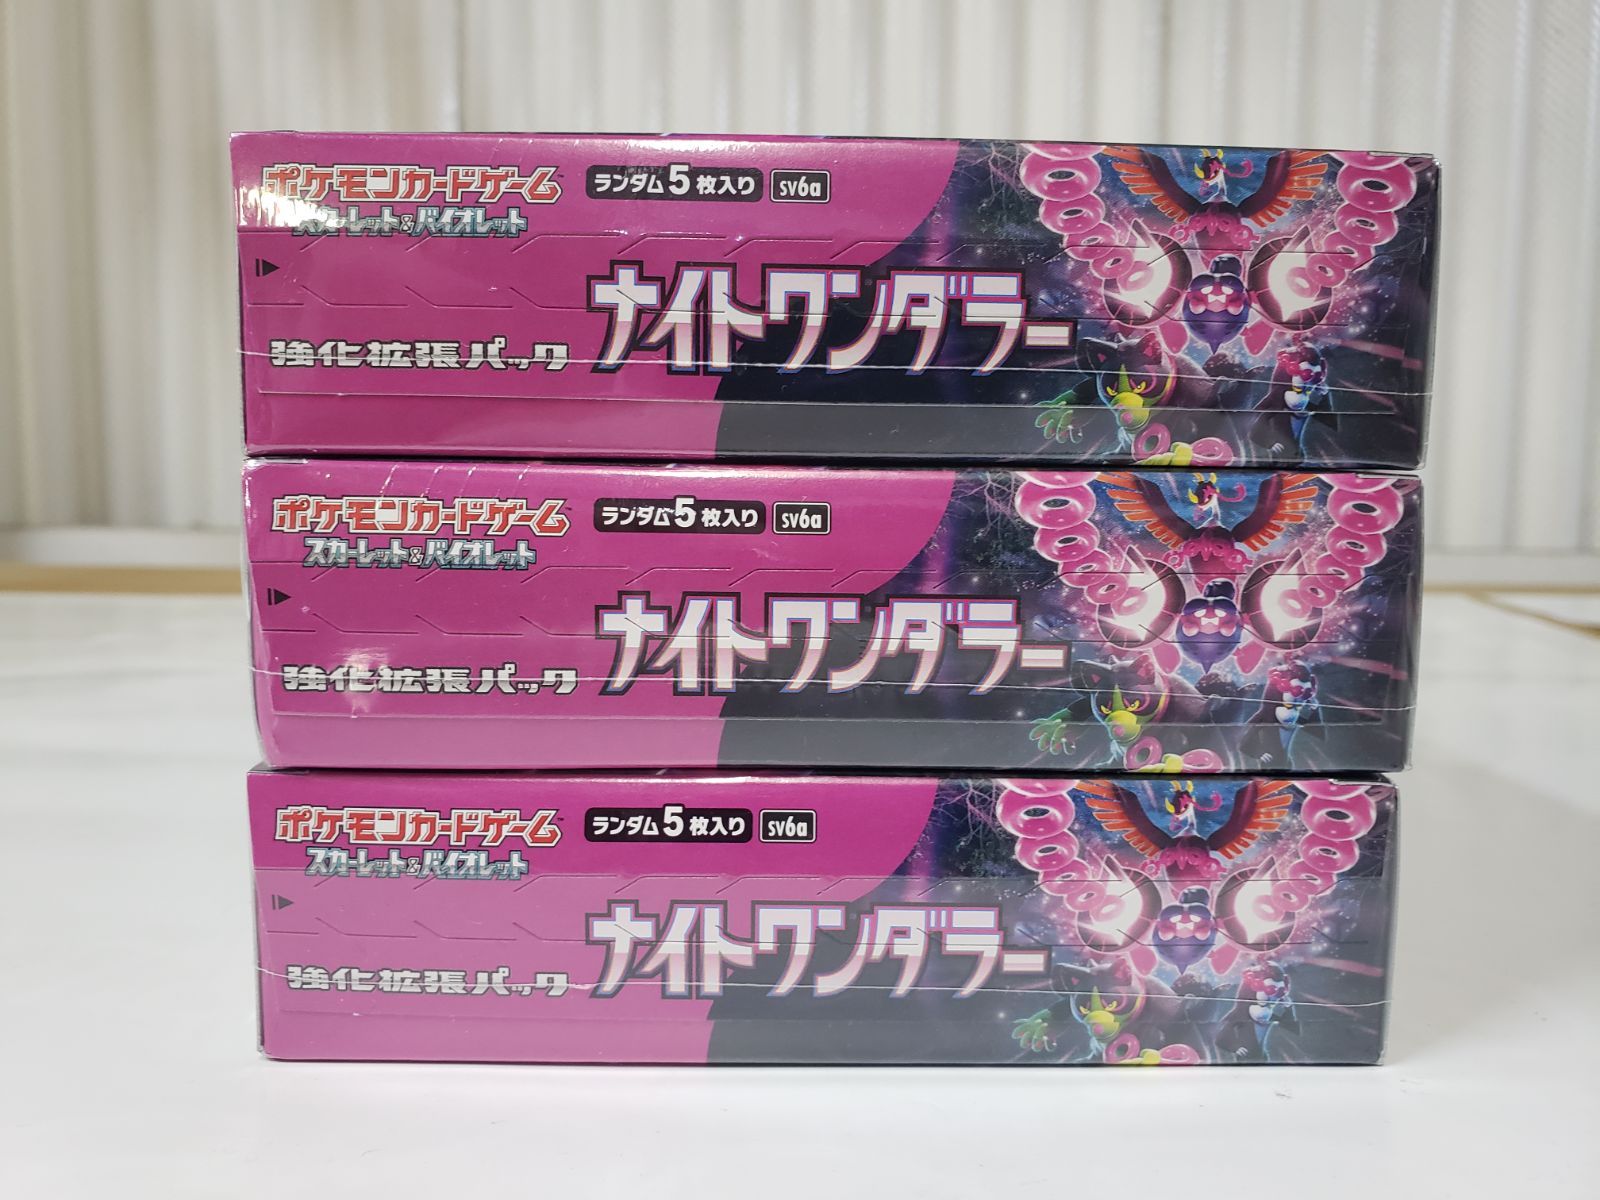 ポケモンカードゲーム
スカーレット&バイオレット
ランダム5枚入り
sv6a
ナイトワンダラー
強化拡張パック
ポケモンカードゲーム
スカーレット&バイオレット
ランダム5枚入り
sv6a
ナイトワンダラー
強化拡張パック
ポケモンカードゲーム
スカーレット&バイオレット
ランダム5枚入り
sv6a
ナイトワンダラー
強化拡張パック